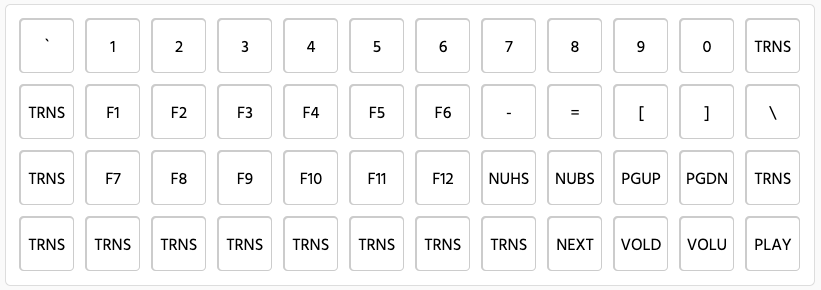 ` 1 2 3 4 5 6 7 8 9 0 TRNS
TRNS F1 F2 F3 F4 F5 F6 - = [ ] \
TRNS F7 F8 F9 F10 F11 F12 NUHS NUBS PGUP PGDN TRNS
TRNS TRNS TRNS TRNS TRNS TRNS TRNS TRNS NEXT VOLD VOLU PLAY